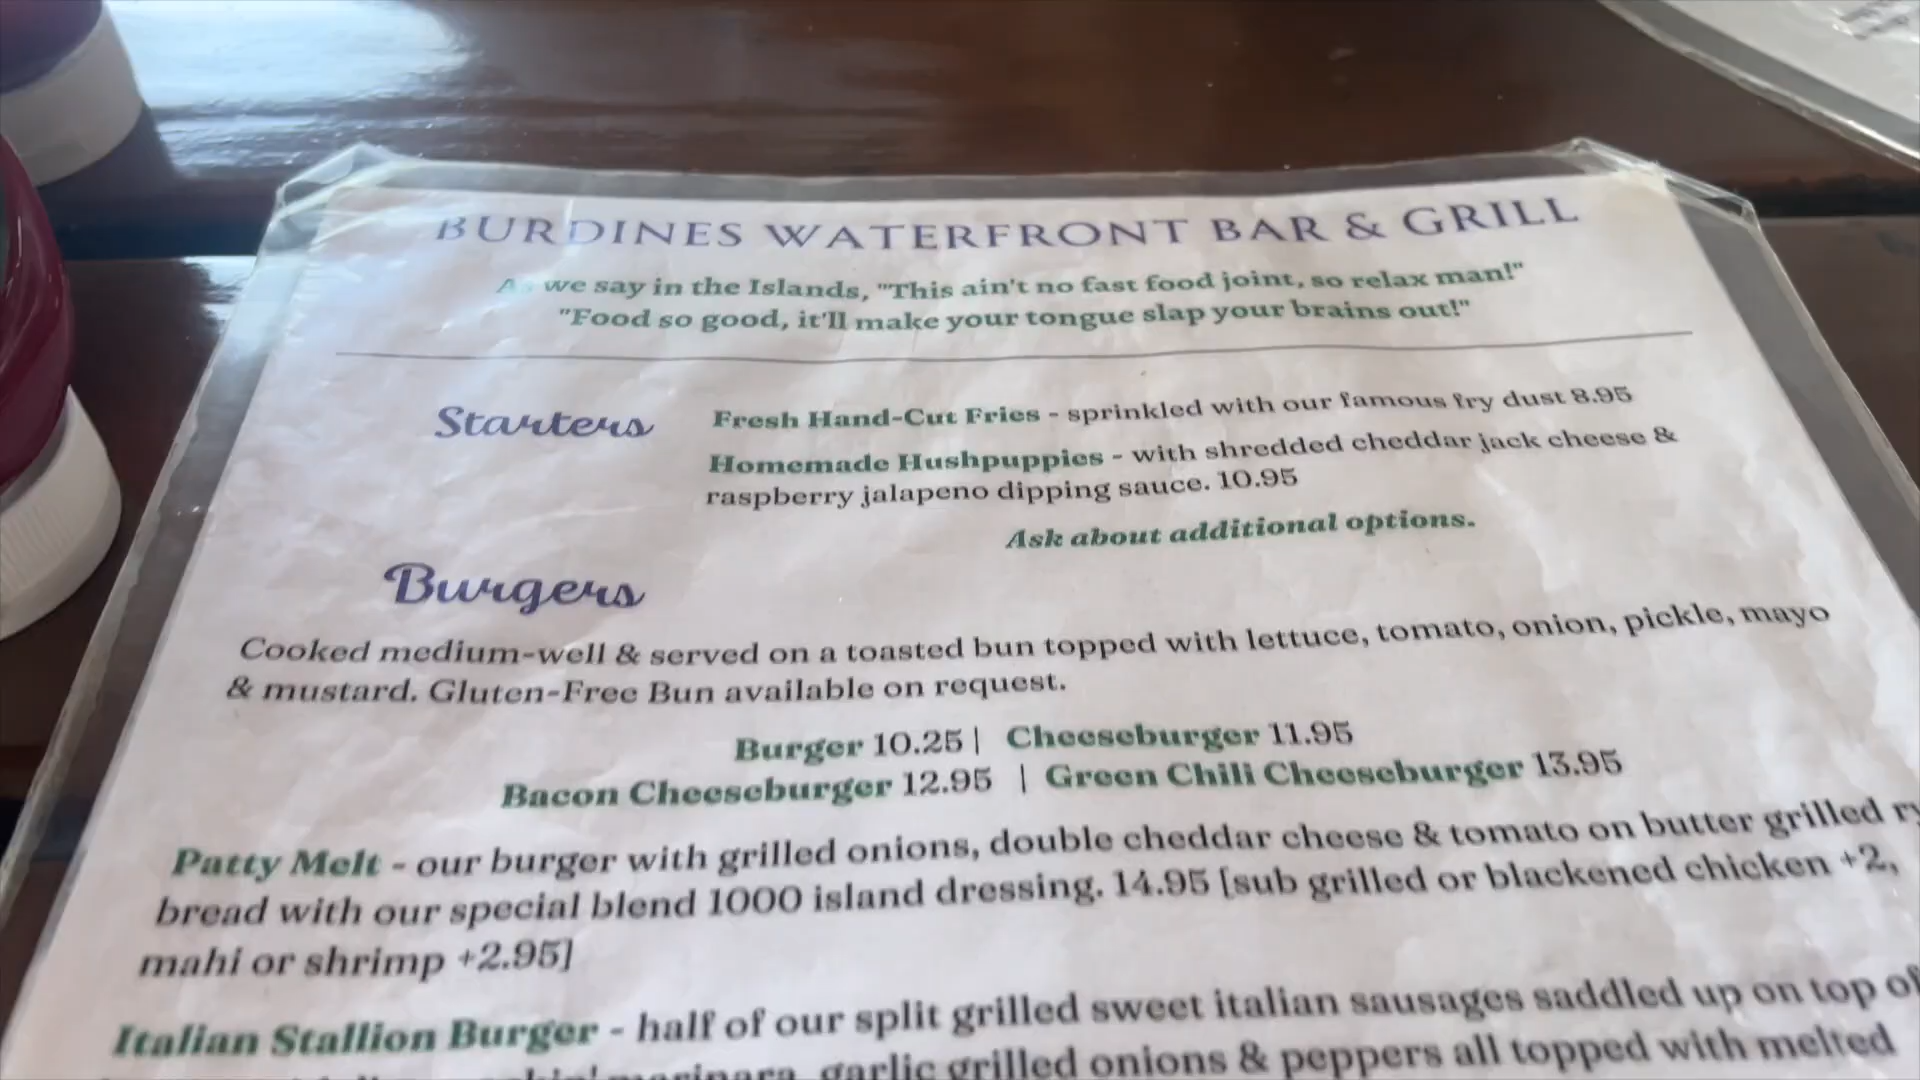 BURDINES WATERFRONT BAR & GRILL
As we say in the Islands, "This ain't no fast food joint, so relax man!"
"Food so good, it'll make your tongue slap your brains out!"
Starters
Fresh Hand-Cut Fries - sprinkled with our famous fry dust 8.95
Homemade Hushpuppies - with shredded cheddar jack cheese &
raspberry jalapeno dipping sauce. 10.95
Ask about additional options.
Burgers
Cooked medium-well & served on a toasted bun topped with lettuce, tomato, onion, pickle, mayo
& mustard. Gluten-Free Bun available on request.
Burger 10.25 | Cheeseburger 11.95
Bacon Cheeseburger 12.95 | Green Chili Cheeseburger 13.95
Patty Melt - our burger with grilled onions, double cheddar cheese & tomato on butter grilled
bread with our special blend 1000 island dressing. 14.95 [sub grilled or blackened chicken +2,
mahi or shrimp +2.95]
Italian Stallion Burger - half of our split grilled sweet italian sausages saddled up on top of
marinara, garlic grilled onions & peppers all topped with melted